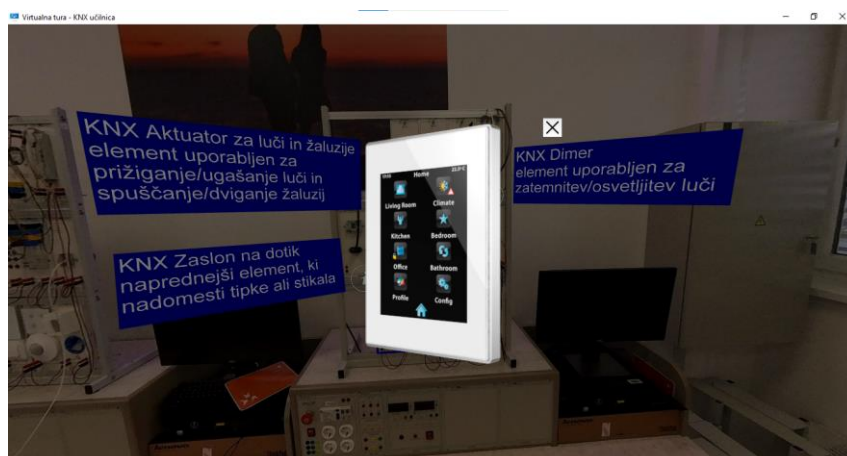 Virtualna tura - KNX učilnica
KNX Aktuator za luči in žaluzije
element uporabljen za
prižiganje/ugašanje luči in
spuščanje/dviganje žaluzij
KNX Zaslon na dotik
naprednejši element, ki
nadomesti tipke ali stikala
Home
Living Room
Climate
Kitchen
Bedroom
Office
Bathroom
Profile
Config
KNX Dimer
element uporabljen za
zatemnitev/osvetljitev luči